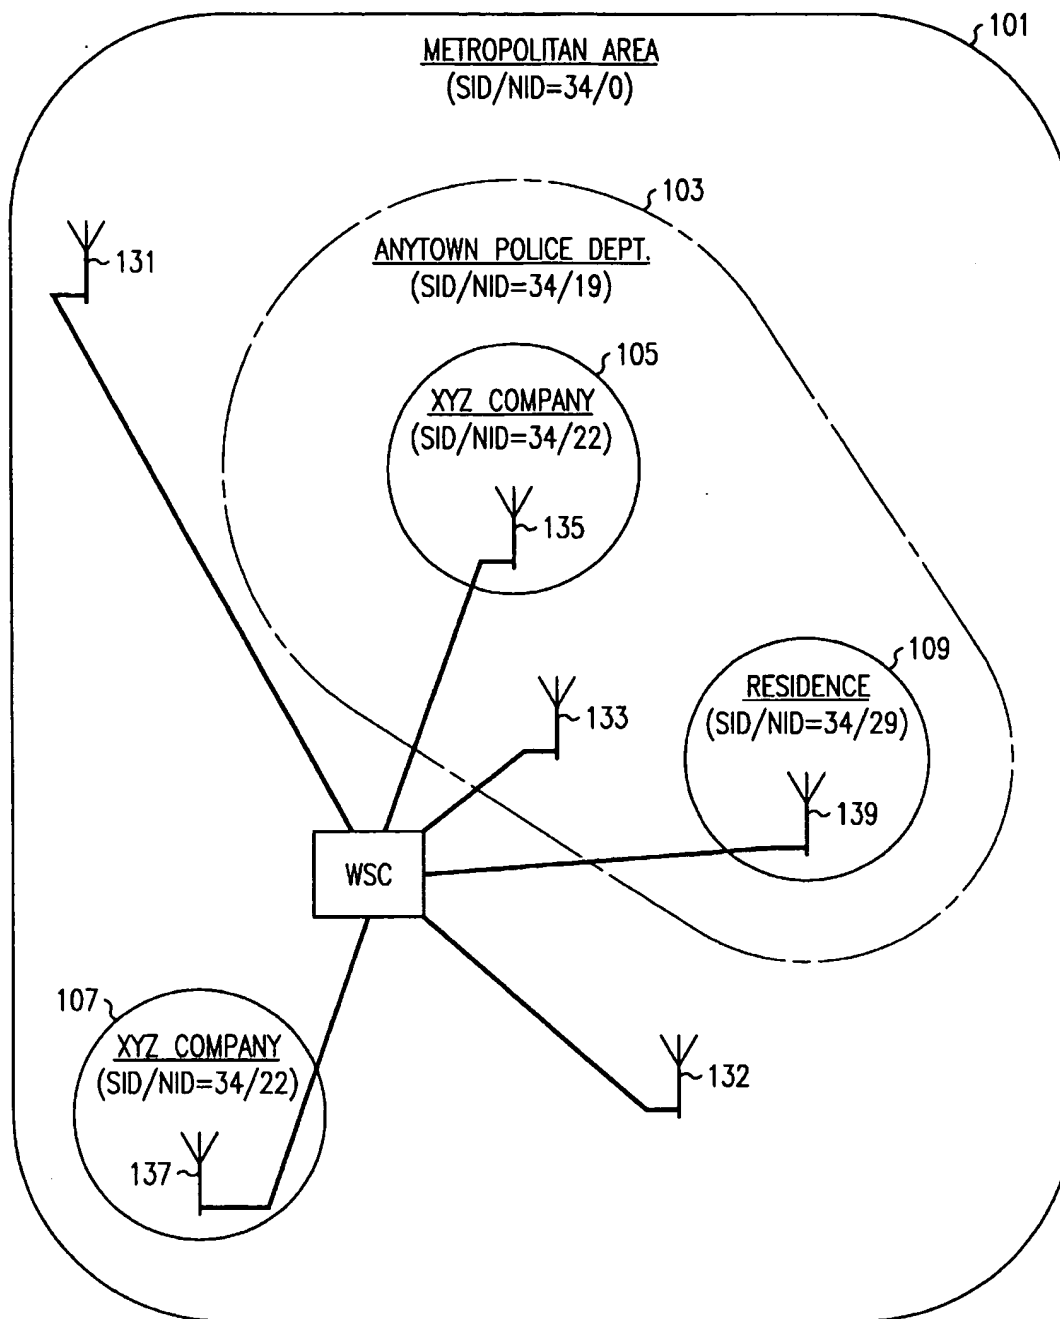 101
METROPOLITAN AREA
(SID/NID=34/0)
103
131
ANYTOWN POLICE DEPT.
(SID/NID=34/19)
105
XYZ COMPANY
(SID/NID=34/22)
135
109
RESIDENCE
(SID/NID=34/29)
133
139
WSC
107
XYZ COMPANY
(SID/NID=34/22)
132
137